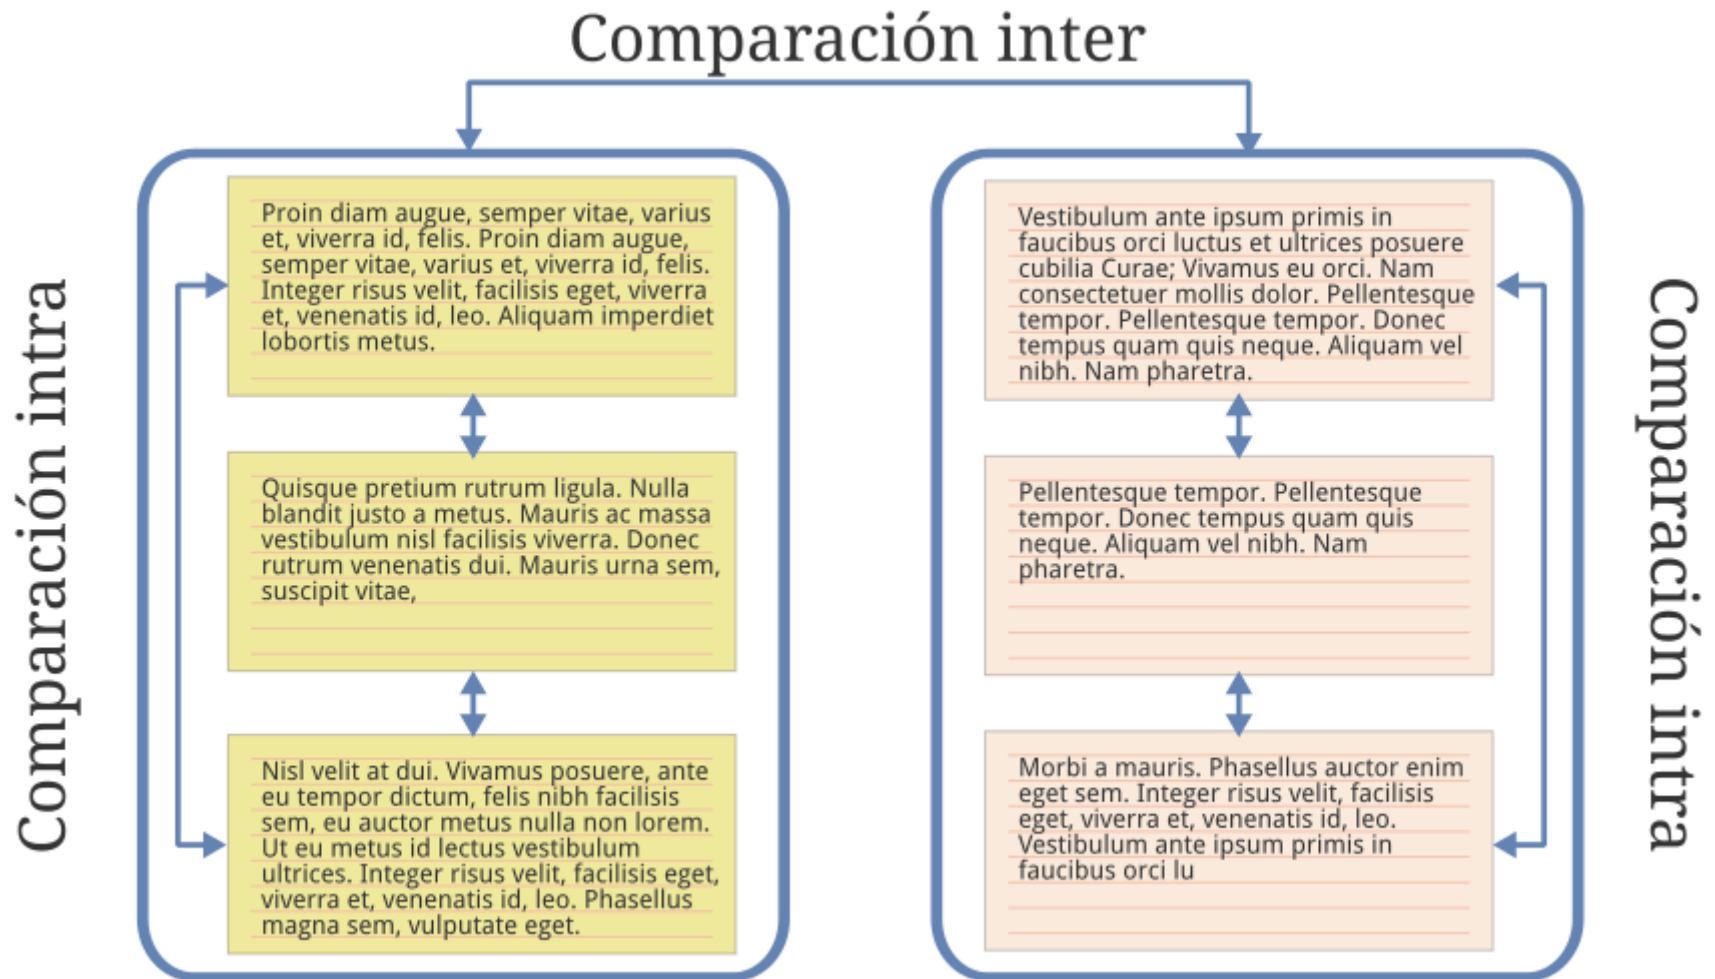 Comparación inter
Comparación intra
Proin diam augue, semper vitae, varius
et, viverra id, felis. Proin diam augue,
semper vitae, varius et, viverra id, felis.
Integer risus velit, facilisis eget, viverra
et, venenatis id, leo. Aliquam imperdiet
lobortis metus.
Quisque pretium rutrum ligula. Nulla
blandit justo a metus. Mauris ac massa
vestibulum nisl facilisis viverra. Donec
rutrum venenatis dui. Mauris urna sem,
suscipit vitae,
Nisl velit at dui. Vivamus posuere, ante
eu tempor dictum, felis nibh facilisis
sem, eu auctor metus nulla non lorem.
Ut eu metus id lectus vestibulum
ultrices. Integer risus velit, facilisis eget,
viverra et, venenatis id, leo. Phasellus
magna sem, vulputate eget.
Vestibulum ante ipsum primis in
faucibus orci luctus et ultrices posuere
cubilia Curae; Vivamus eu orci. Nam
consectetuer mollis dolor. Pellentesque
tempor. Pellentesque tempor. Donec
tempus quam quis neque. Aliquam vel
nibh. Nam pharetra.
Pellentesque tempor. Pellentesque
tempor. Donec tempus quam quis
neque. Aliquam vel nibh. Nam
pharetra.
Morbi a mauris. Phasellus auctor enim
eget sem. Integer risus velit, facilisis
eget, viverra et, venenatis id, leo.
Vestibulum ante ipsum primis in
faucibus orci lu
Comparación intra